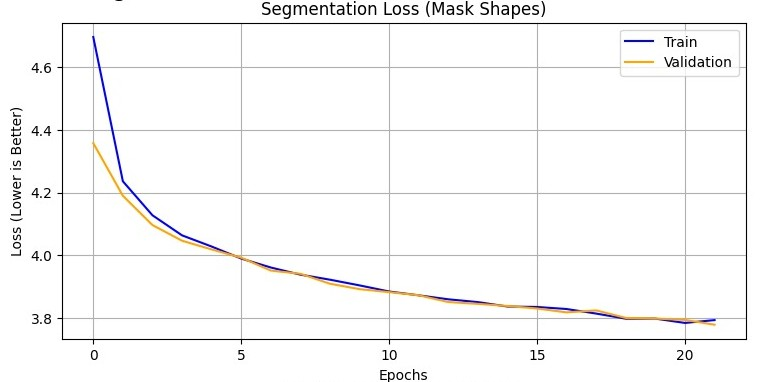 Segmentation Loss (Mask Shapes)
Train
Validation
Loss (Lower is Better)
4.6
4.4
4.2
4.0
3.8
0 5 10 15 20
Epochs